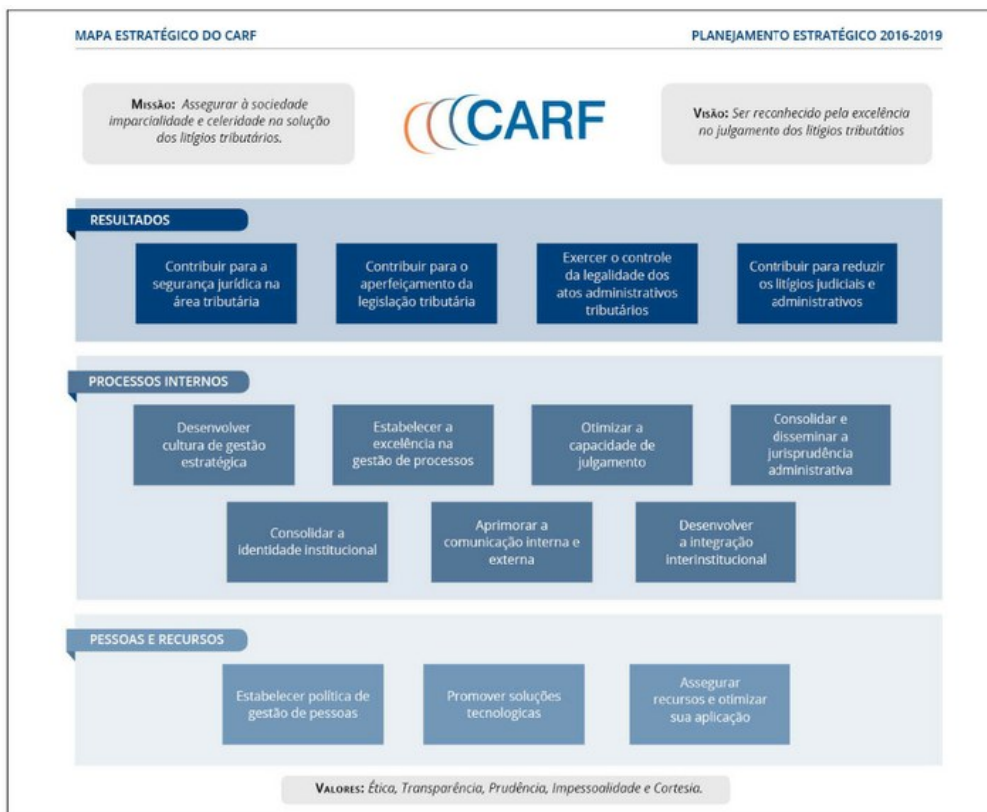 MAPA ESTRATÉGICO DO CARF
PLANEJAMENTO ESTRATÉGICO 2016-2019
MISSÃO: Assegurar à sociedade
imparcialidade e celeridade na solução
dos litígios tributários.
CARF
VISÃO: Ser reconhecido pela excelência
no julgamento dos litígios tributátios
RESULTADOS
Contribuir para a
segurança jurídica na
área tributária
Contribuir para o
aperfeiçamento da
legislação tributária
Exercer o controle
da legalidade dos
atos administrativos
tributários
Contribuir para reduzir
os litígios judiciais e
administrativos
PROCESSOS INTERNOS
Desenvolver
cultura de gestão
estratégica
Estabelecer a
excelência na
gestão de processos
Otimizar a
capacidade de
julgamento
Consolidar e
disseminar a
jurisprudência
administrativa
Consolidar a
identidade institucional
Aprimorar a
comunicação interna e
externa
Desenvolver
a integração
interinstitucional
PESSOAS E RECURSOS
Estabelecer política de
gestão de pessoas
Promover soluções
tecnologicas
Assegurar
recursos e otimizar
sua aplicação
VALORES: Ética, Transparência, Prudência, Impessoalidade e Cortesia.